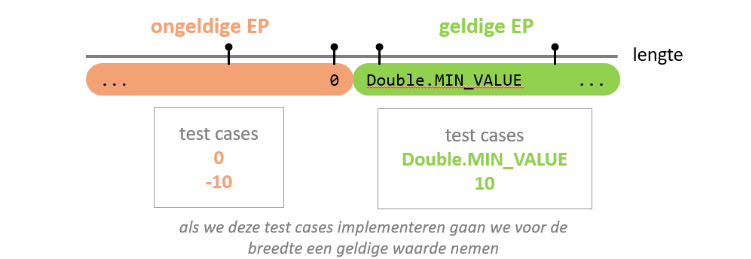 ongeldige EP geldige EP
lengte
... 0 Double.MIN_VALUE ...
test cases
0
-10
test cases
Double.MIN_VALUE
10
als we deze test cases implementeren gaan we voor de
breedte een geldige waarde nemen